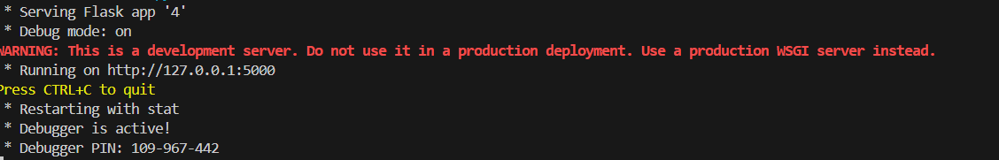 * Serving Flask app '4'
* Debug mode: on
WARNING: This is a development server. Do not use it in a production deployment. Use a production WSGI server instead.
* Running on http://127.0.0.1:5000
Press CTRL+C to quit
* Restarting with stat
* Debugger is active!
* Debugger PIN: 109-967-442